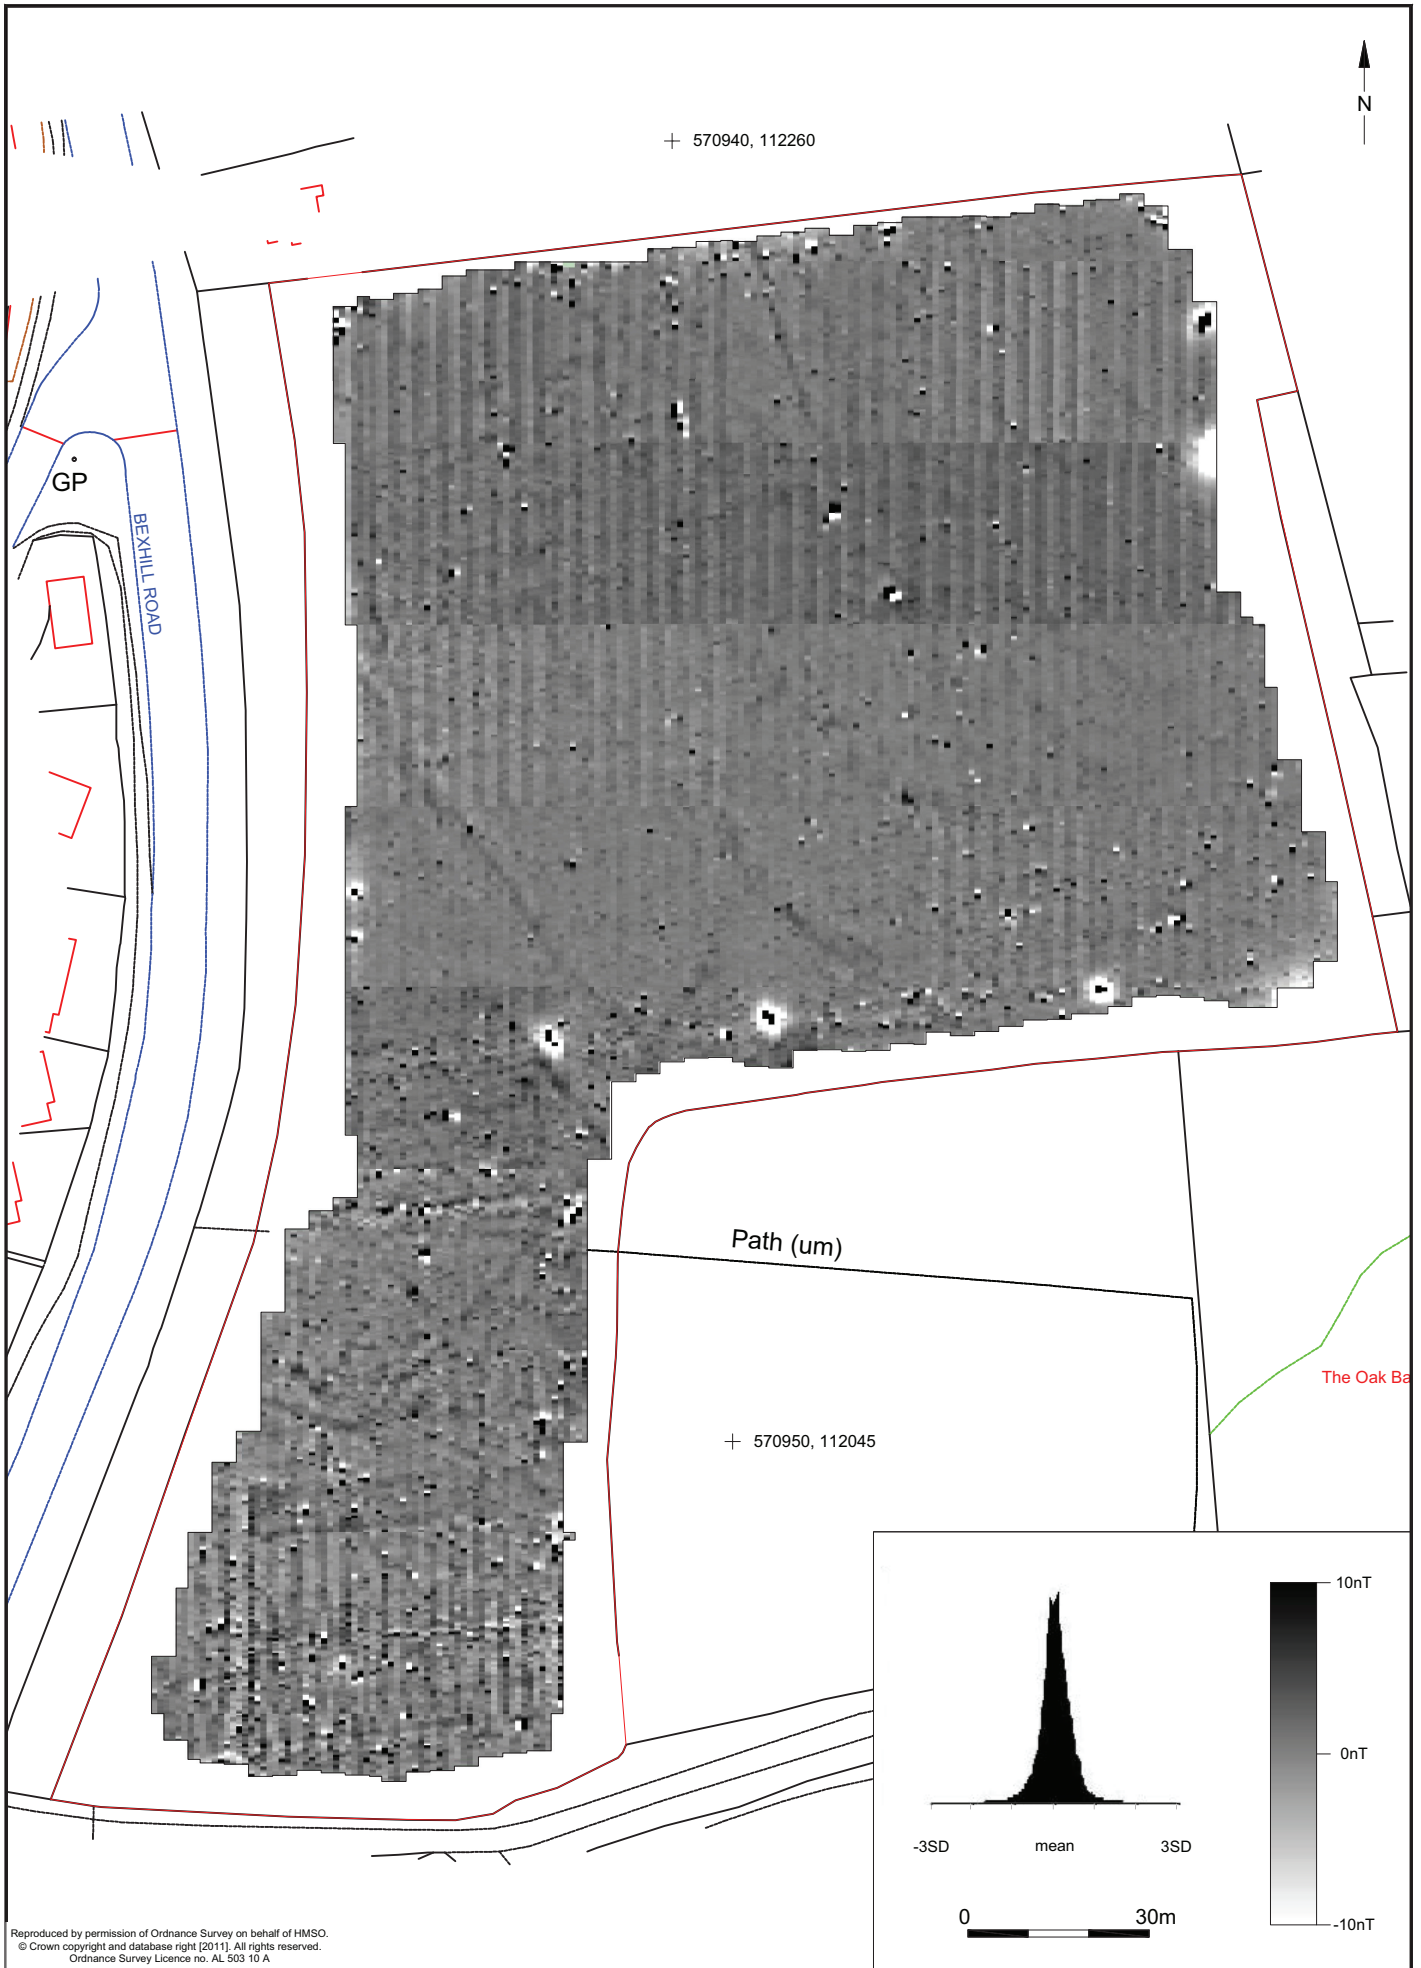 N
570940, 112260
GP
BEXHILL ROAD
Path (um)
The Oak Ba
570950, 112045
10nT
0nT
-10nT
-3SD mean 3SD
0 30m
Reproduced by permission of Ordnance Survey on behalf of HMSO.
© Crown copyright and database right [2011]. All rights reserved.
Ordnance Survey Licence no. AL 503 10 A